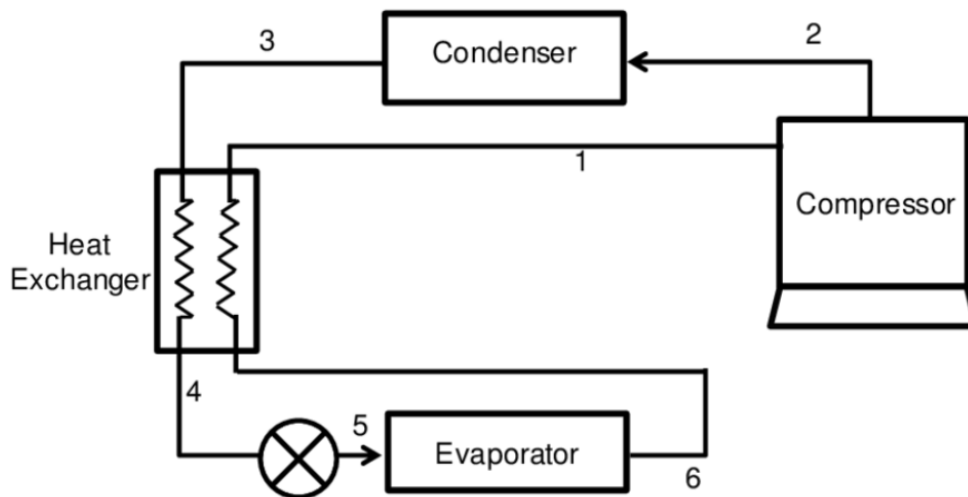 3
Condenser
2
1
Compressor
Heat
Exchanger
4
5
Evaporator
6